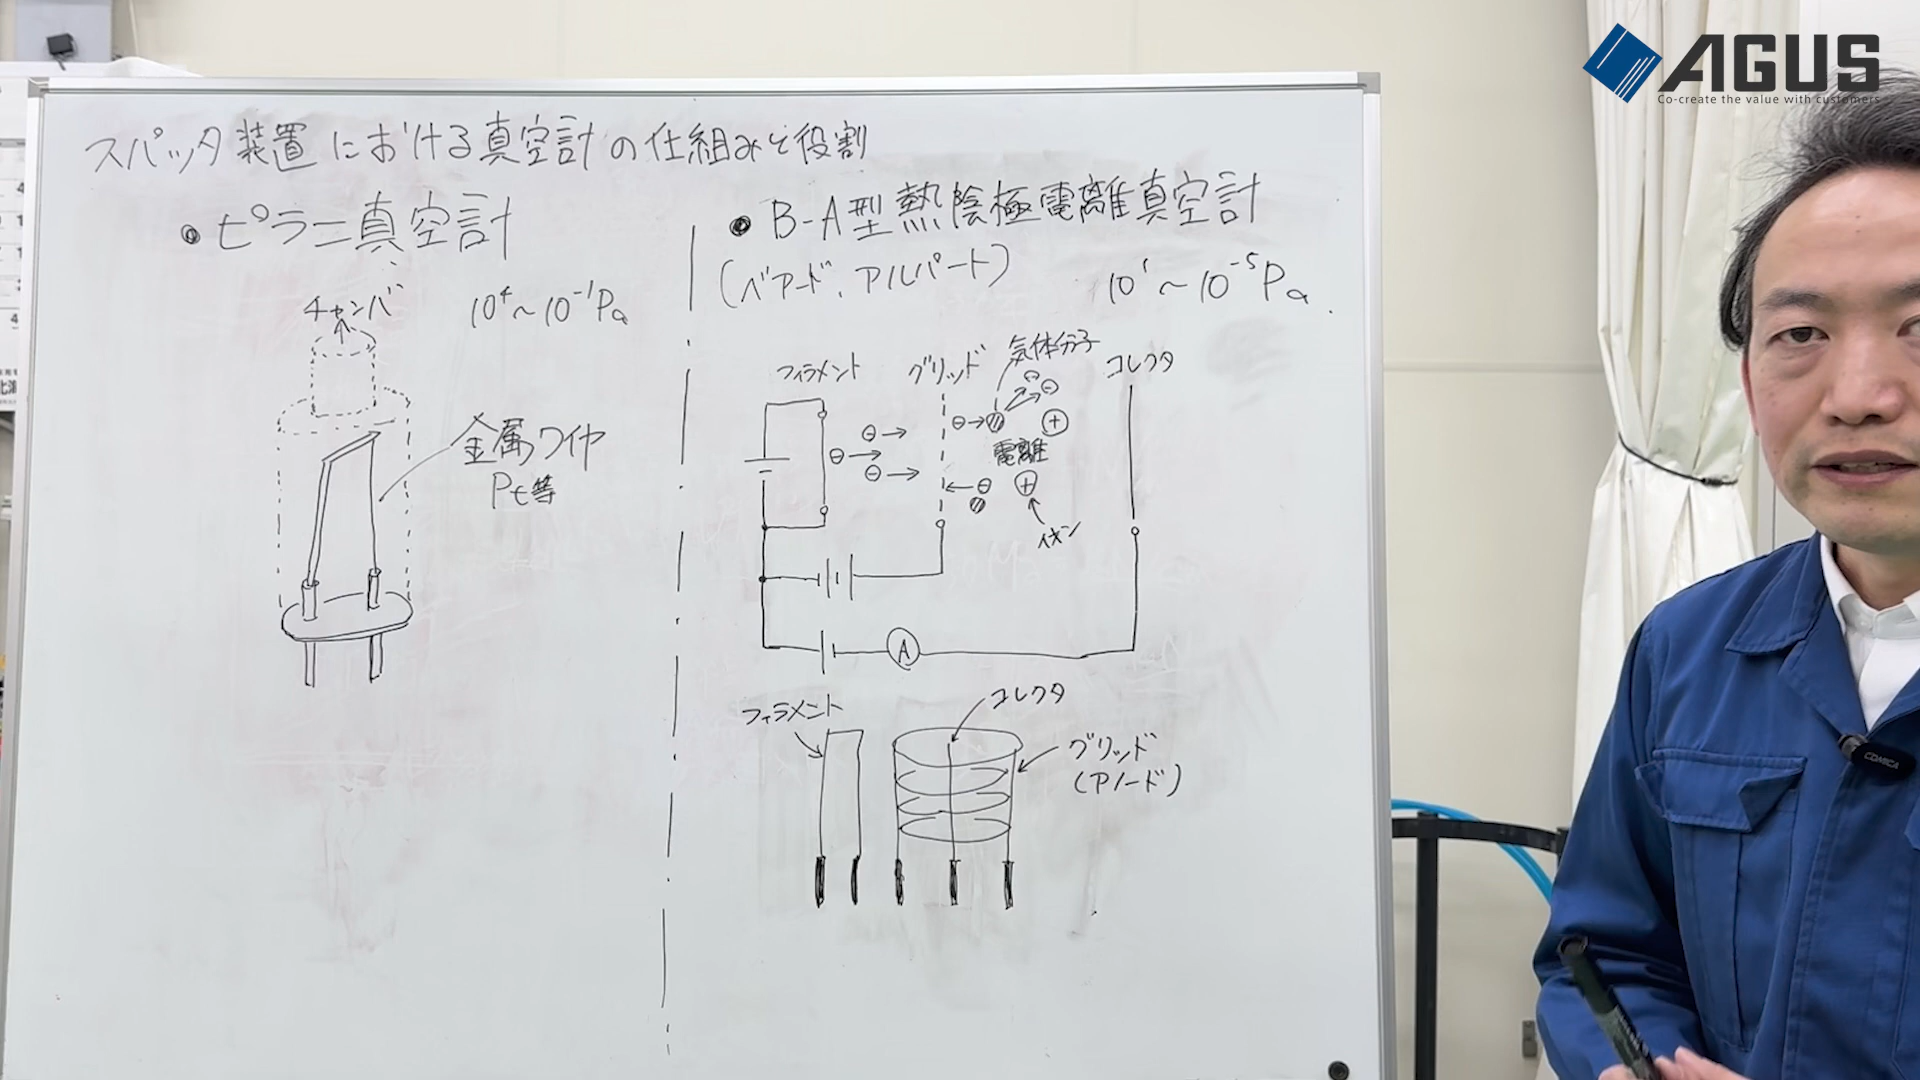 AGUS
Co-create the value with customers
スパッタ装置における真空計の仕組みと役割
●ピラニ真空計
チャンバ
10⁴~10⁻¹Pa
金属ワイヤ
Pt等
●B-A型熱陰極電離真空計
(ベアード、アルパート)
10¹~10⁻⁵Pa
フィラメント
グリッド
気体分子
コレクタ
電離
イオン
A
フィラメント
コレクタ
グリッド
(アノード)
COMICA